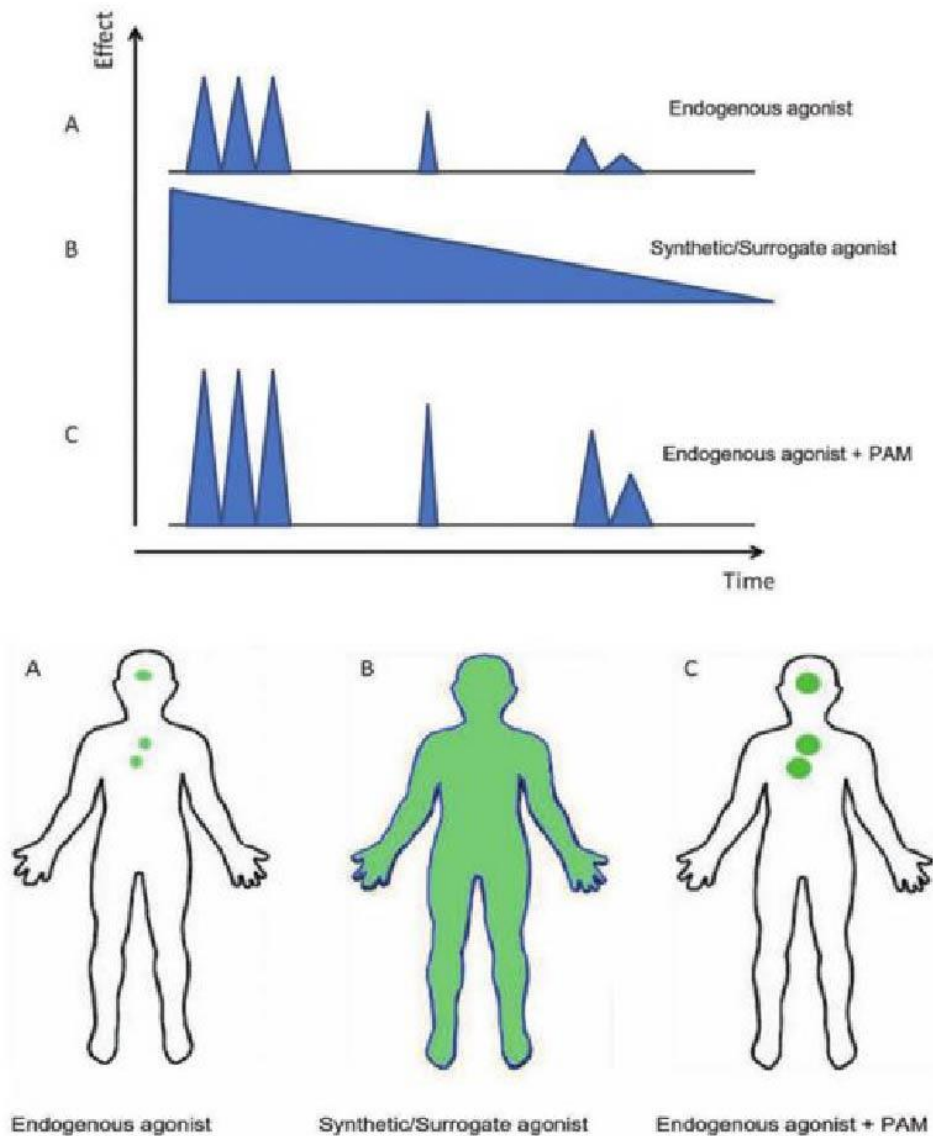 Effect
A
Endogenous agonist
B
Synthetic/Surrogate agonist
C
Endogenous agonist + PAM
Time
A
B
C
Endogenous agonist
Synthetic/Surrogate agonist
Endogenous agonist + PAM